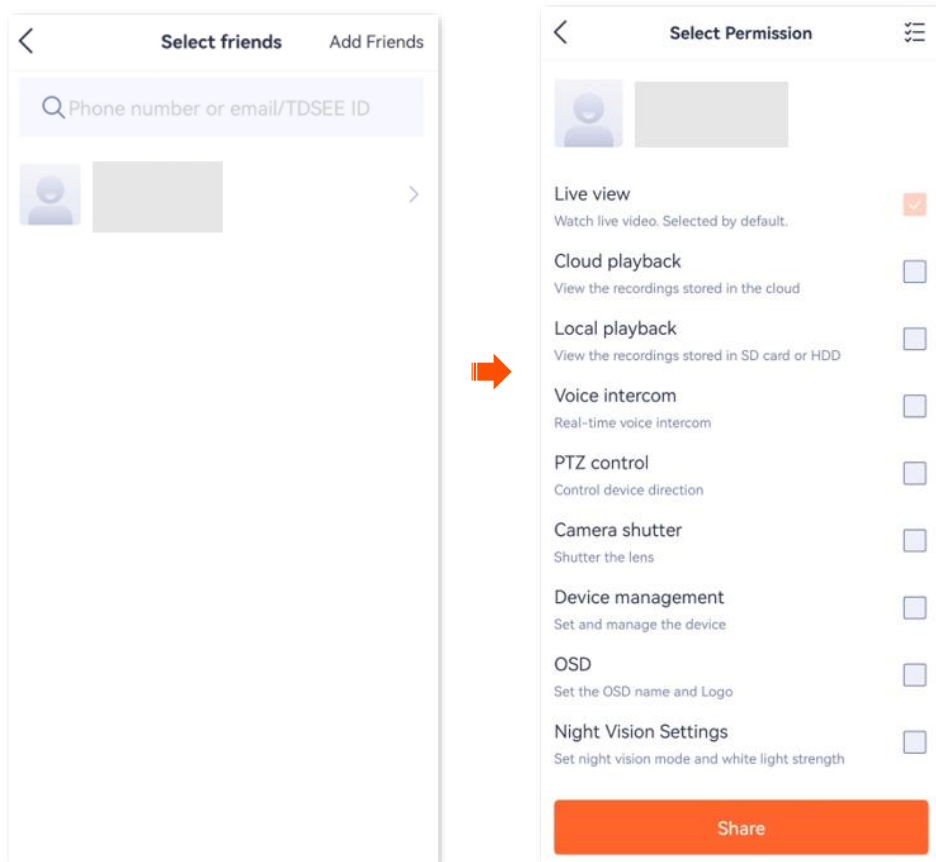 Select friends
Add Friends
Phone number or email/TDSEE ID
Select Permission
Live view
Watch live video. Selected by default.
Cloud playback
View the recordings stored in the cloud
Local playback
View the recordings stored in SD card or HDD
Voice intercom
Real-time voice intercom
PTZ control
Control device direction
Camera shutter
Shutter the lens
Device management
Set and manage the device
OSD
Set the OSD name and Logo
Night Vision Settings
Set night vision mode and white light strength
Share